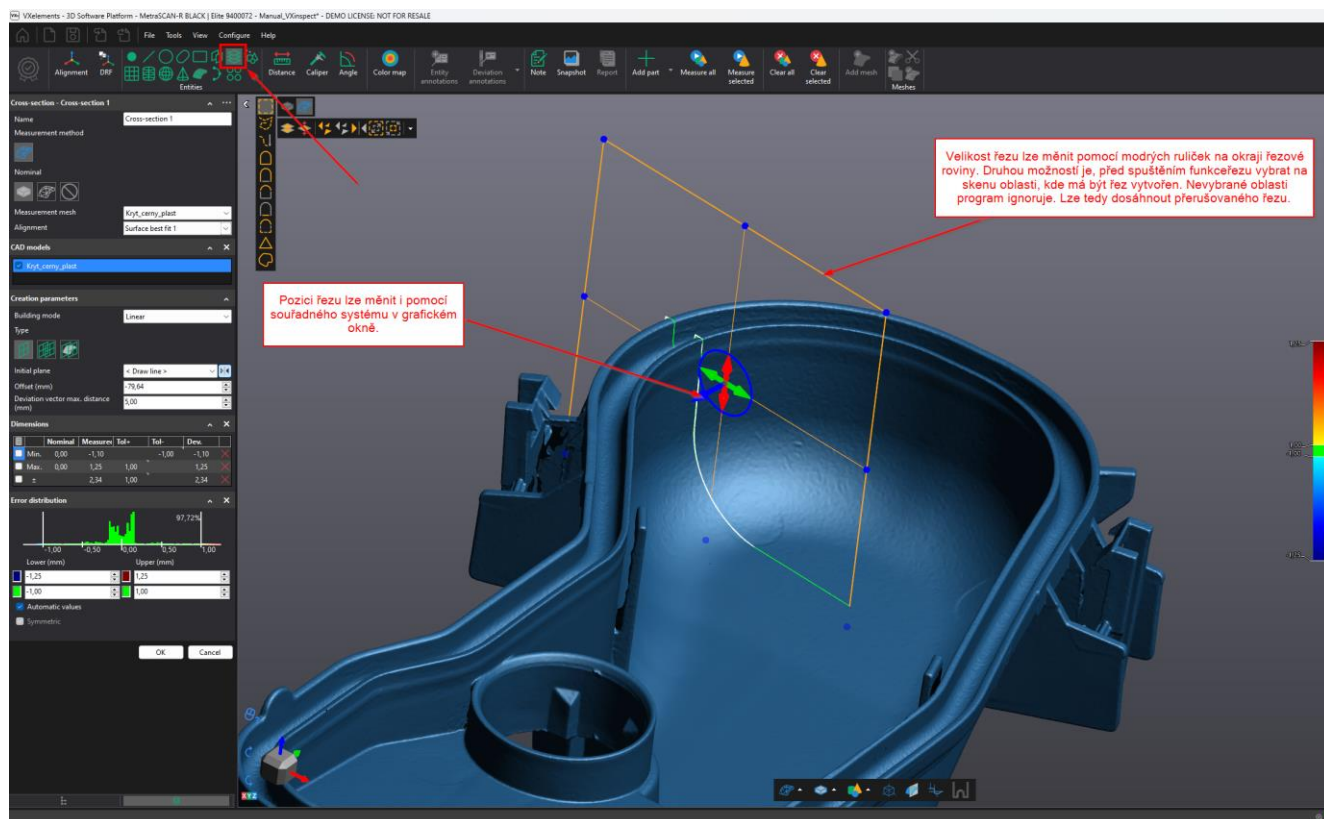 VXelements - 3D Software Platform - MetraSCAN-R BLACK | Elite 9400072 - Manual_VXinspect* - DEMO LICENSE: NOT FOR RESALE
File Tools View Configure Help
Alignment DRF Entities Distance Caliper Angle Color map Entity annotations Deviation annotations Note Snapshot Report Add part Measure all Measure selected Clear all Clear selected Add mesh Meshes
Cross-section - Cross-section 1
Name Cross-section 1
Measurement method
Nominal
Measurement mesh Kryt_cerny_plast
Alignment Surface best fit 1
CAD models
Kryt_cerny_plast
Creation parameters
Building mode Linear
Type
Initial plane < Draw line >
Offset (mm) -79,64
Deviation vector max. distance
(mm) 5,00
Dimensions
Nominal Measured Tol+ Tol- Dev.
Min. 0,00 -1,10 -1,00 -1,10
Max. 0,00 1,25 1,00 1,25
± 2,34 1,00 2,34
Error distribution
97,72%
-1,00 -0,50 0,00 0,50 1,00
Lower (mm) Upper (mm)
-1,25 1,25
-1,00 1,00
Automatic values
Symmetric
OK Cancel
Velikost řezu lze měnit pomocí modrých ruliček na okraji řezové
roviny. Druhou možností je, před spuštěním funkceřezu vybrat na
skenu oblasti, kde má být řez vytvořen. Nevybrané oblasti
program ignoruje. Lze tedy dosáhnout přerušovaného řezu.
Pozici řezu lze měnit i pomocí
souřadného systému v grafickém
okně.
1,25
1,00
-1,00
-1,25
XYZ